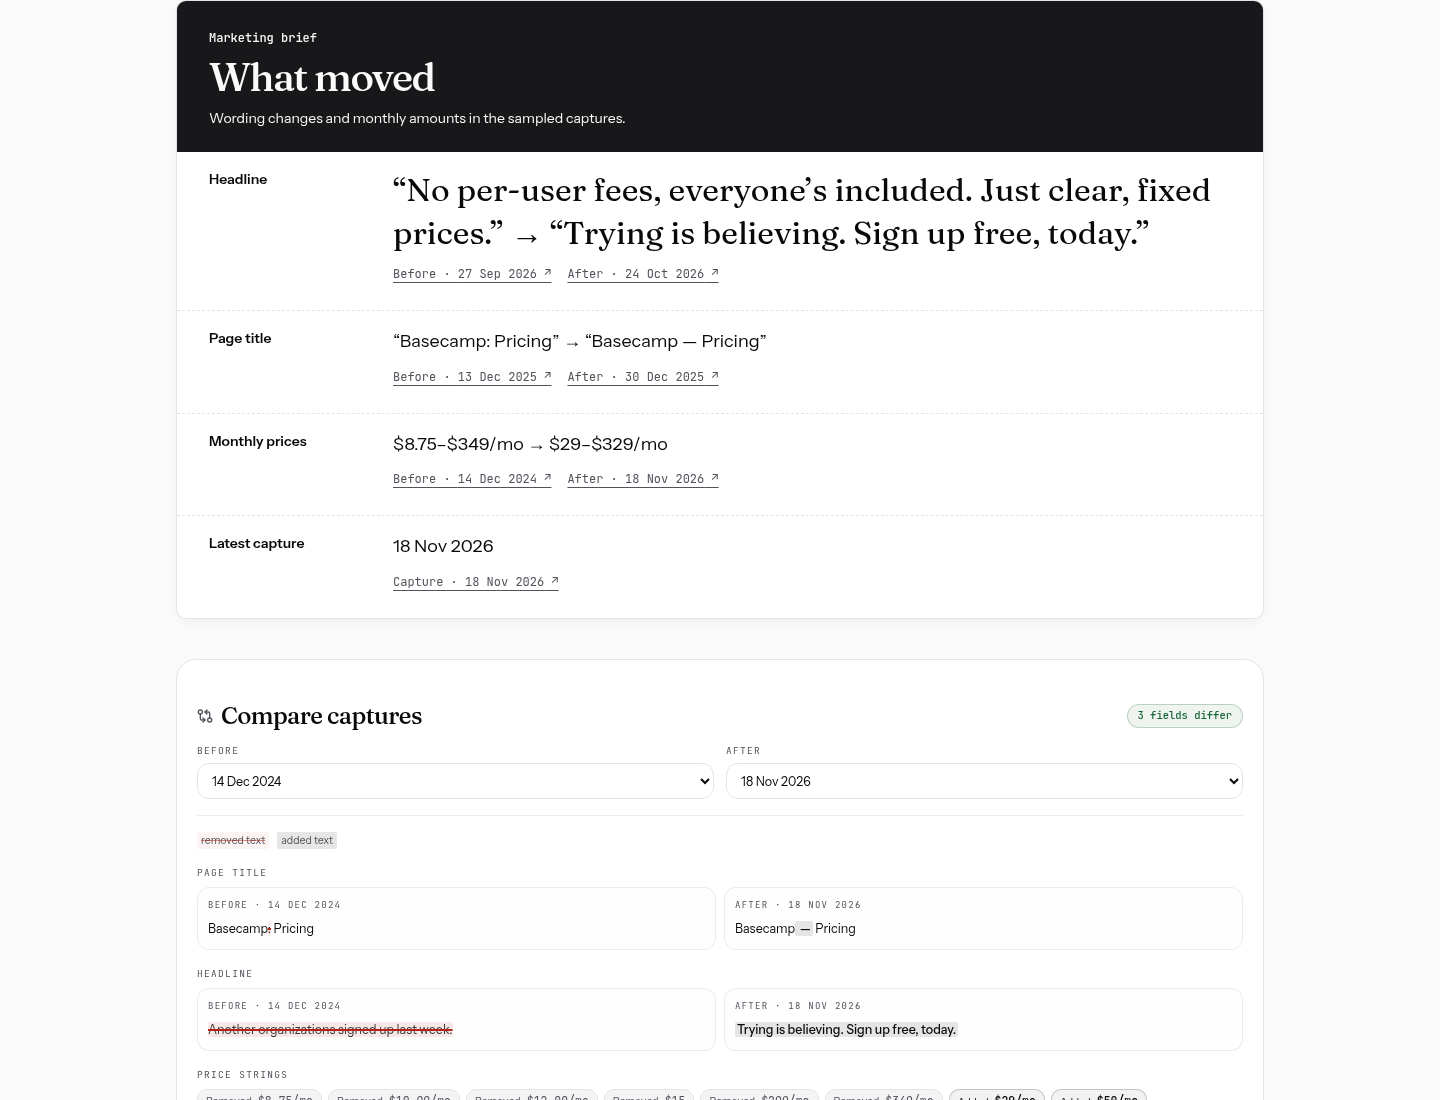 Marketing brief
What moved
Wording changes and monthly amounts in the sampled captures.
Headline
“No per-user fees, everyone’s included. Just clear, fixed
prices.” → “Trying is believing. Sign up free, today.”
Before · 27 Sep 2026 ↗ After · 24 Oct 2026 ↗
Page title
“Basecamp: Pricing” → “Basecamp — Pricing”
Before · 13 Dec 2025 ↗ After · 30 Dec 2025 ↗
Monthly prices
$8.75–$349/mo → $29–$329/mo
Before · 14 Dec 2024 ↗ After · 18 Nov 2026 ↗
Latest capture
18 Nov 2026
Capture · 18 Nov 2026 ↗
Compare captures
3 fields differ
BEFORE
AFTER
14 Dec 2024
18 Nov 2026
removed text added text
PAGE TITLE
BEFORE · 14 DEC 2024
AFTER · 18 NOV 2026
Basecamp: Pricing
Basecamp — Pricing
HEADLINE
BEFORE · 14 DEC 2024
AFTER · 18 NOV 2026
Another organizations signed up last week.
Trying is believing. Sign up free, today.
PRICE STRINGS